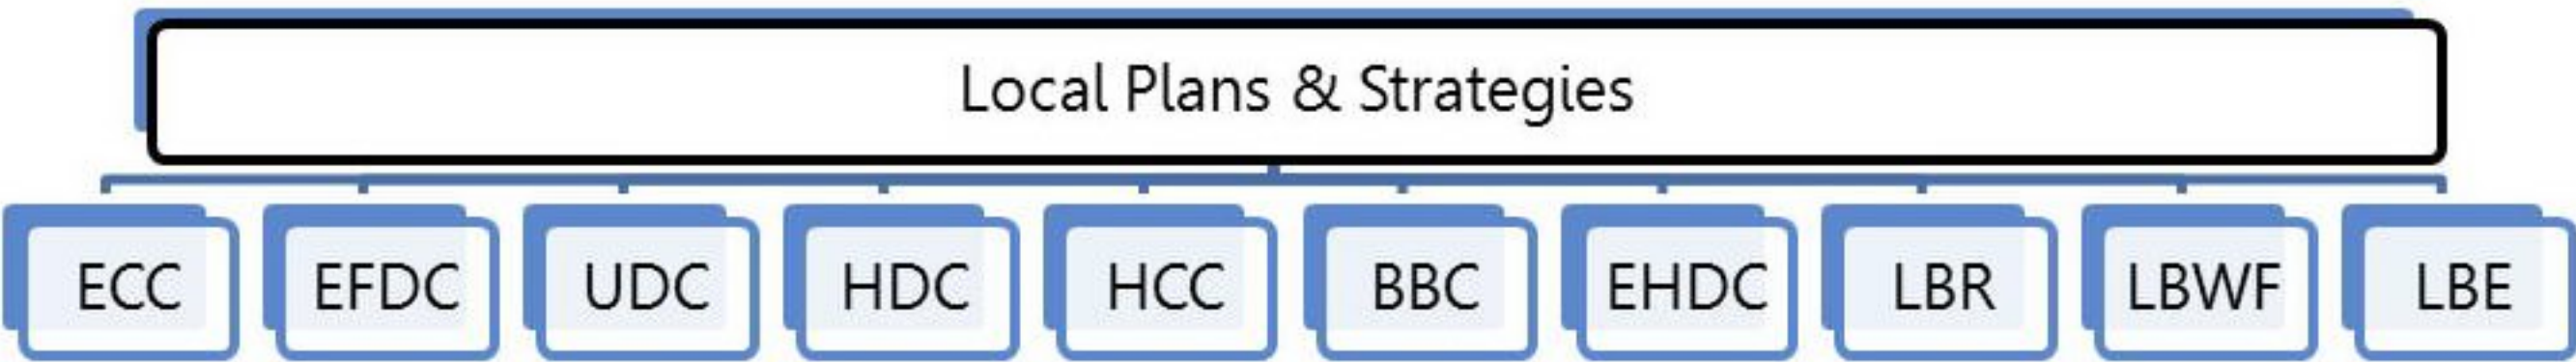 Local Plans & Strategies
ECC EFDC UDC HDC HCC BBC EHDC LBR LBWF LBE